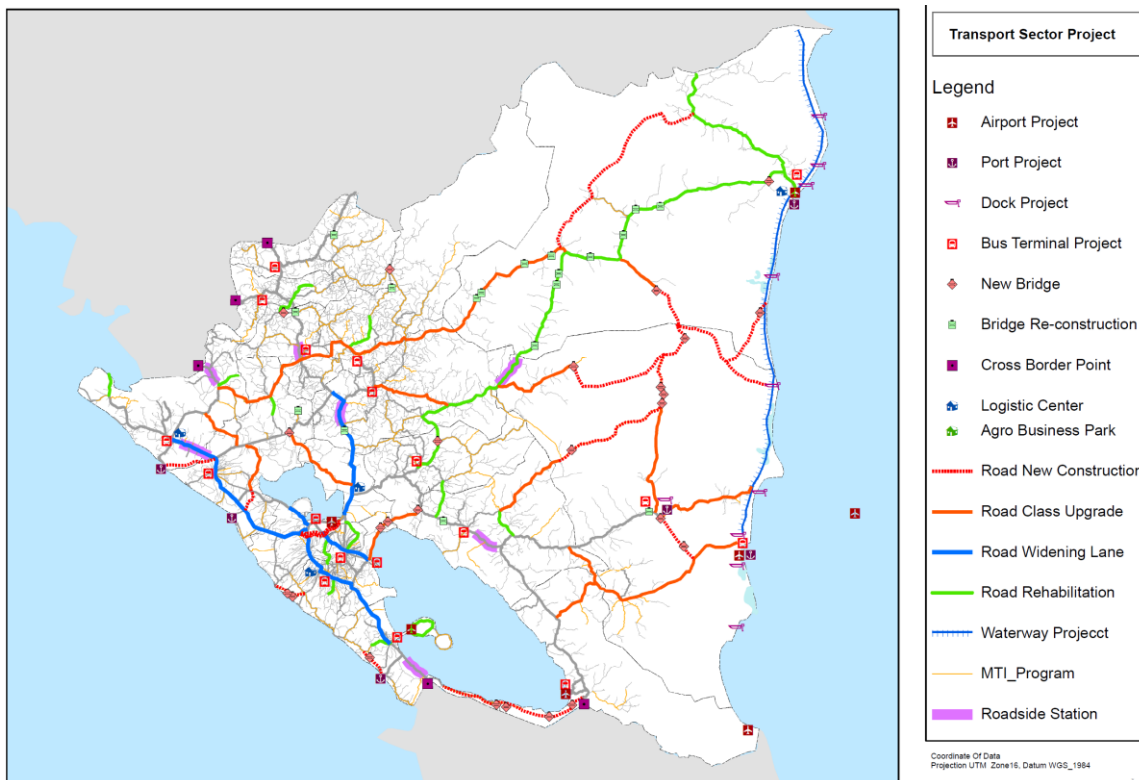 Transport Sector Project
Legend
Airport Project
Port Project
Dock Project
Bus Terminal Project
New Bridge
Bridge Re-construction
Cross Border Point
Logistic Center
Agro Business Park
Road New Construction
Road Class Upgrade
Road Widening Lane
Road Rehabilitation
Waterway Projecct
MTI_Program
Roadside Station
Coordinate Of Data
Projection UTM Zone16, Datum WGS_1984